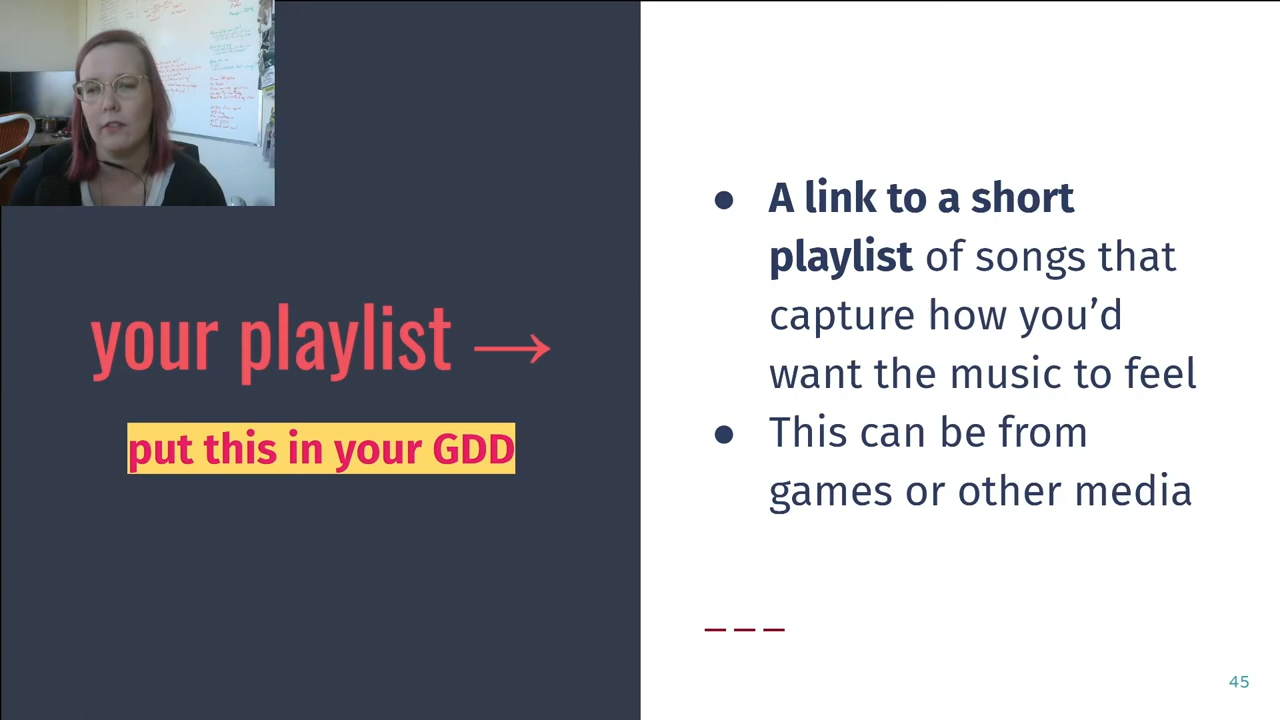 your playlist →
put this in your GDD
● A link to a short
playlist of songs that
capture how you’d
want the music to feel
● This can be from
games or other media
45